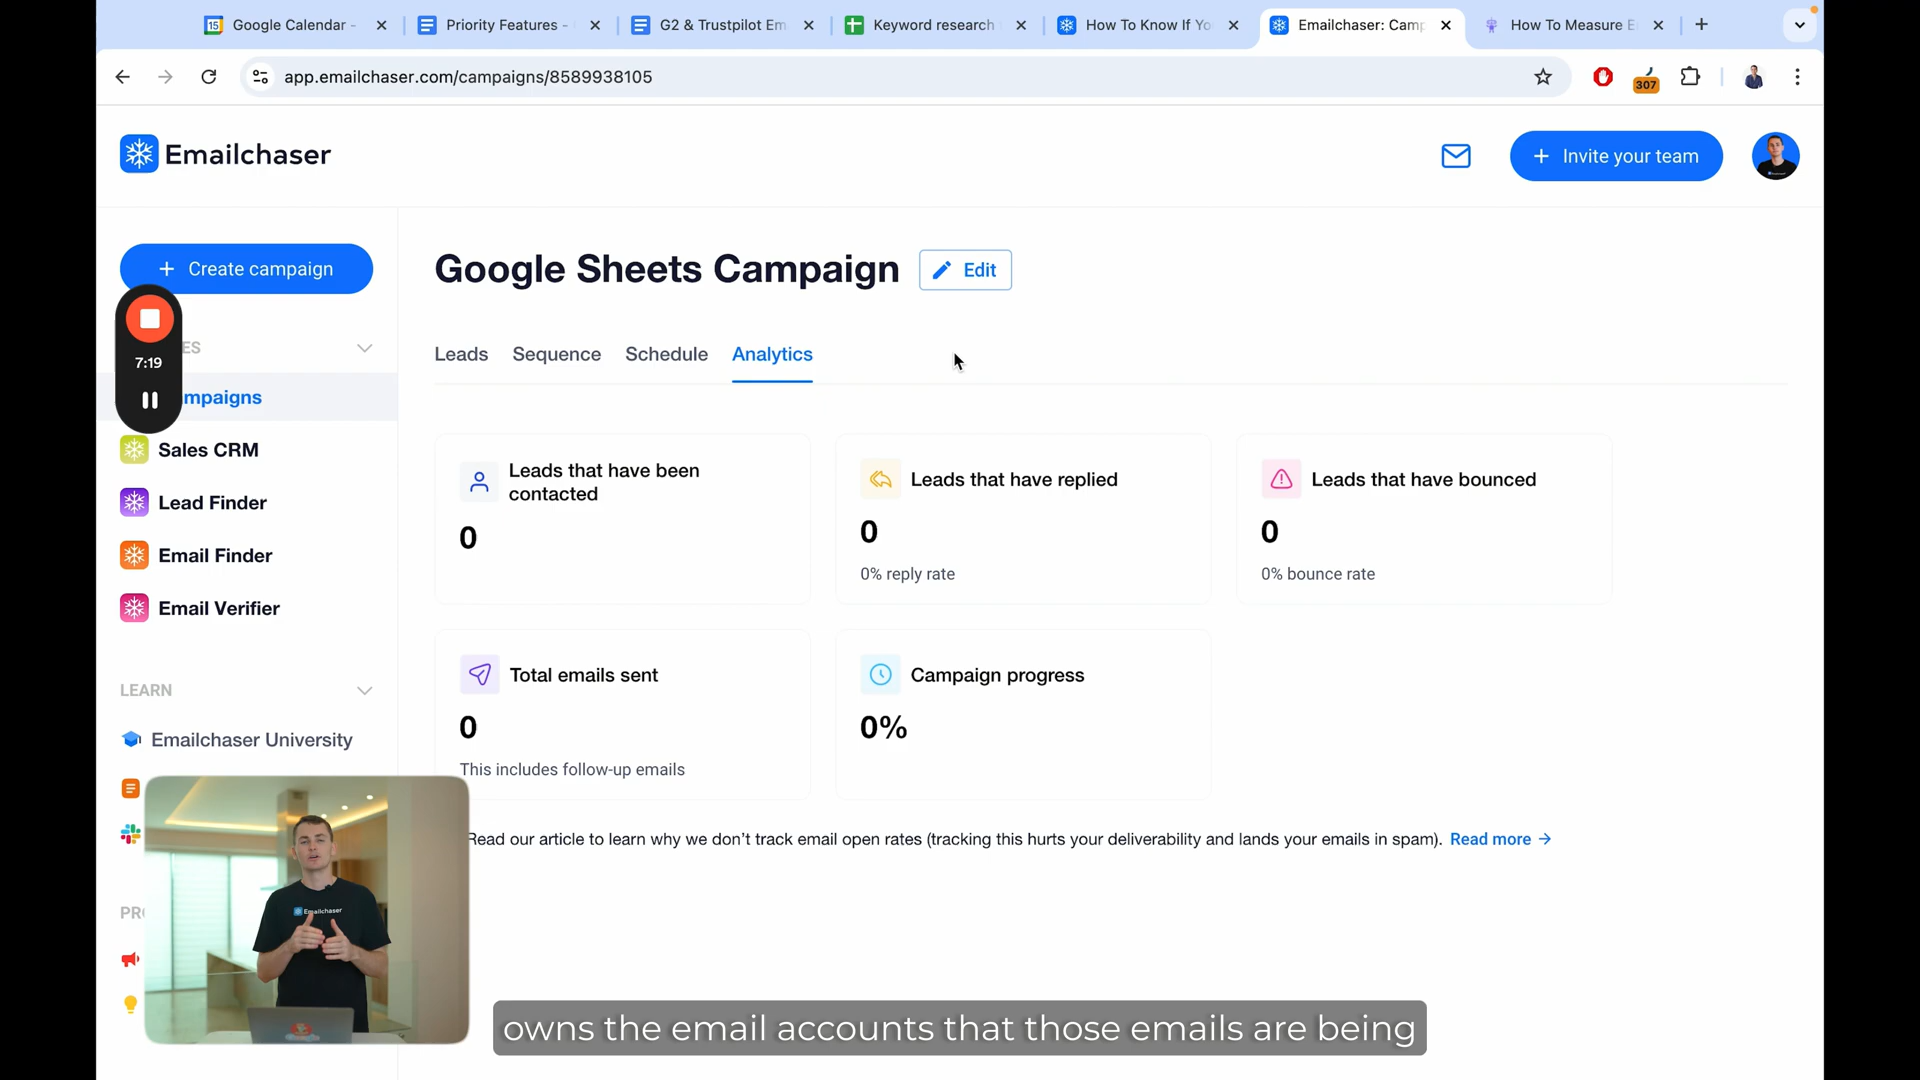 15 Google Calendar -
Priority Features -
G2 & Trustpilot Em
Keyword research
How To Know If Yo
Emailchaser: Camp
How To Measure E
app.emailchaser.com/campaigns/8589938105
307
Emailchaser
+ Invite your team
+ Create campaign
Google Sheets Campaign
Edit
7:19
ES
Leads
Sequence
Schedule
Analytics
mpaigns
Sales CRM
Lead Finder
Email Finder
Email Verifier
Leads that have been
contacted
0
Leads that have replied
0
0% reply rate
Leads that have bounced
0
0% bounce rate
Total emails sent
0
This includes follow-up emails
Campaign progress
0%
LEARN
Emailchaser University
Read our article to learn why we don't track email open rates (tracking this hurts your deliverability and lands your emails in spam). Read more →
PR
Emailchaser
owns the email accounts that those emails are being